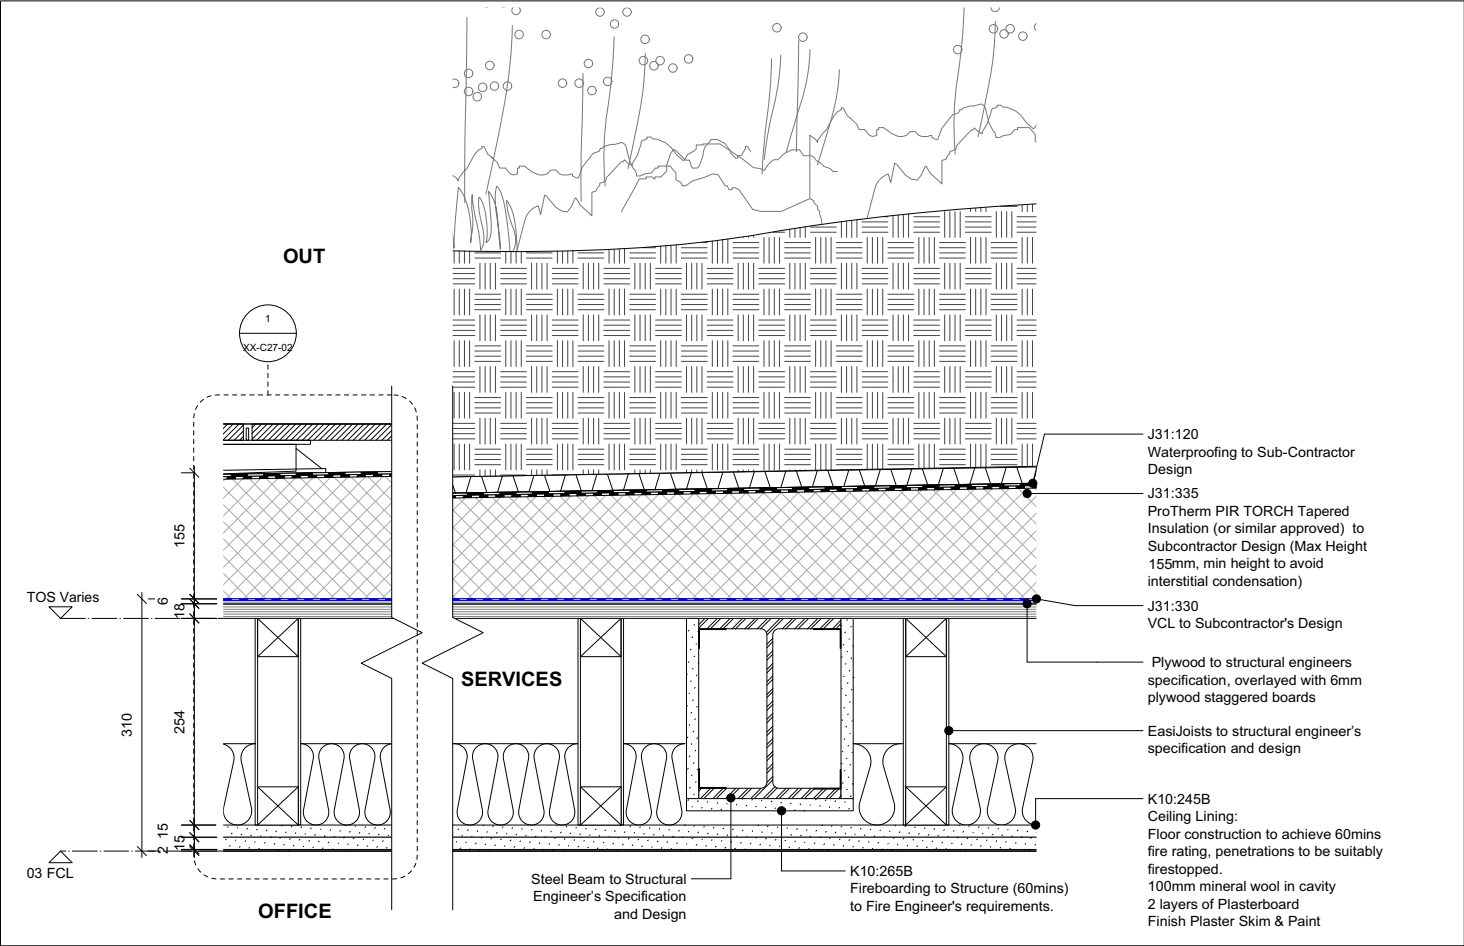 OUT
1
XX-C27-02
J31:120
Waterproofing to Sub-Contractor
Design
J31:335
ProTherm PIR TORCH Tapered
Insulation (or similar approved) to
Subcontractor Design (Max Height
155mm, min height to avoid
interstitial condensation)
155
TOS Varies
6
18
J31:330
VCL to Subcontractor's Design
Plywood to structural engineers
specification, overlayed with 6mm
plywood staggered boards
SERVICES
310
254
EasiJoists to structural engineer's
specification and design
K10:245B
Ceiling Lining:
Floor construction to achieve 60mins
fire rating, penetrations to be suitably
firestopped.
100mm mineral wool in cavity
2 layers of Plasterboard
Finish Plaster Skim & Paint
15
15
2
03 FCL
Steel Beam to Structural
Engineer's Specification
and Design
K10:265B
Fireboarding to Structure (60mins)
to Fire Engineer's requirements.
OFFICE